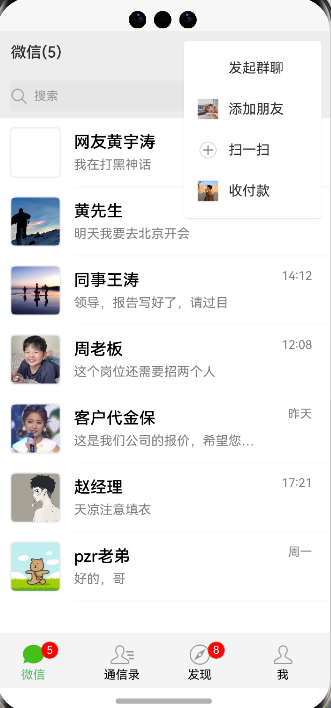 微信(5)
搜索
发起群聊
添加朋友
扫一扫
收付款
网友黄宇涛
我在打黑神话
黄先生
明天我要去北京开会
同事王涛
14:12
领导，报告写好了，请过目
周老板
12:08
这个岗位还需要招两个人
客户代金保
昨天
这是我们公司的报价，希望您...
赵经理
17:21
天凉注意填衣
pzr老弟
周一
好的，哥
5
8
微信
通信录
发现
我